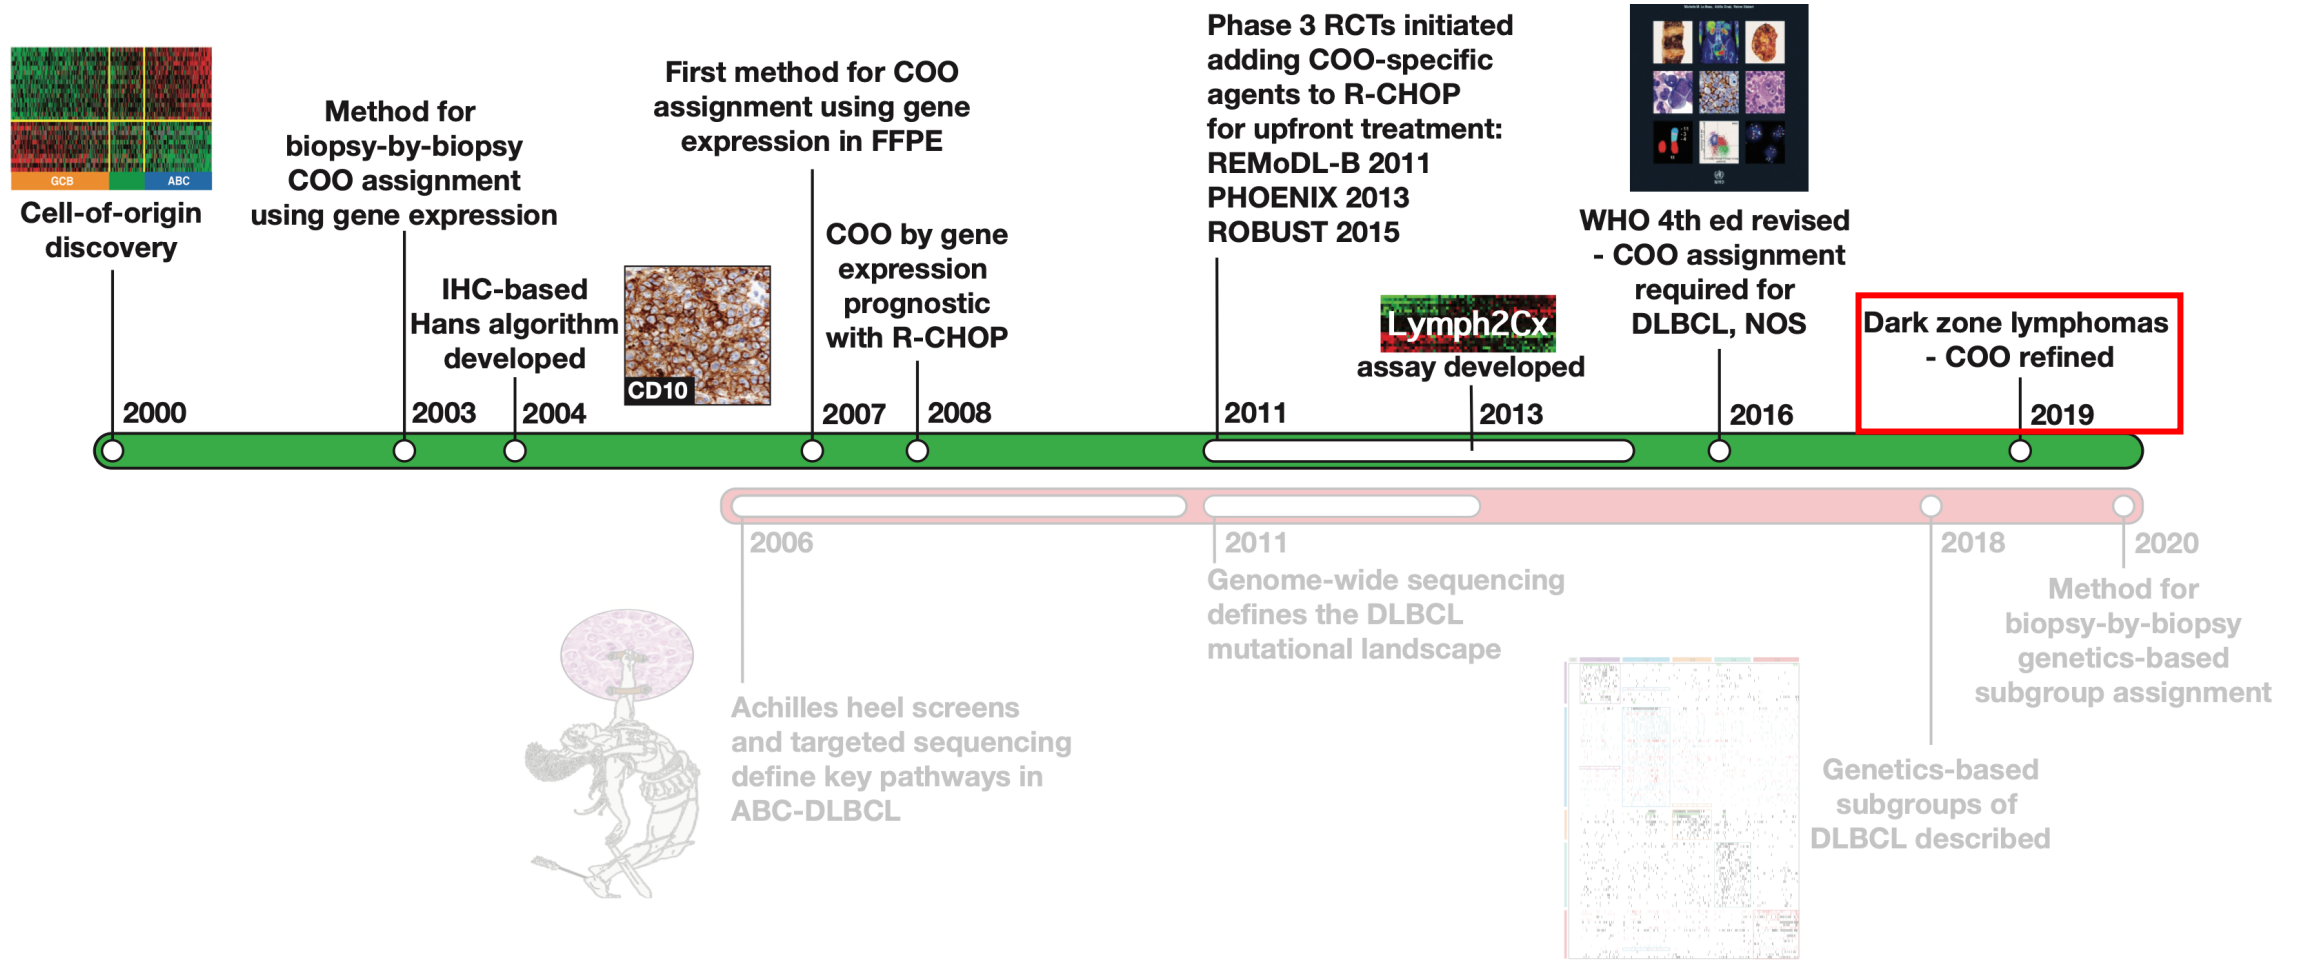 GCB
ABC
Cell-of-origin
discovery
2000
Method for
biopsy-by-biopsy
COO assignment
using gene expression
2003
IHC-based
Hans algorithm
developed
2004
CD10
First method for COO
assignment using gene
expression in FFPE
2007
COO by gene
expression
prognostic
with R-CHOP
2008
Phase 3 RCTs initiated
adding COO-specific
agents to R-CHOP
for upfront treatment:
REMoDL-B 2011
PHOENIX 2013
ROBUST 2015
2011
Lymph2Cx
assay developed
2013
WHO 4th ed revised
- COO assignment
required for
DLBCL, NOS
2016
Dark zone lymphomas
- COO refined
2019
2006
Achilles heel screens
and targeted sequencing
define key pathways in
ABC-DLBCL
2011
Genome-wide sequencing
defines the DLBCL
mutational landscape
2018
Genetics-based
subgroups of
DLBCL described
2020
Method for
biopsy-by-biopsy
genetics-based
subgroup assignment